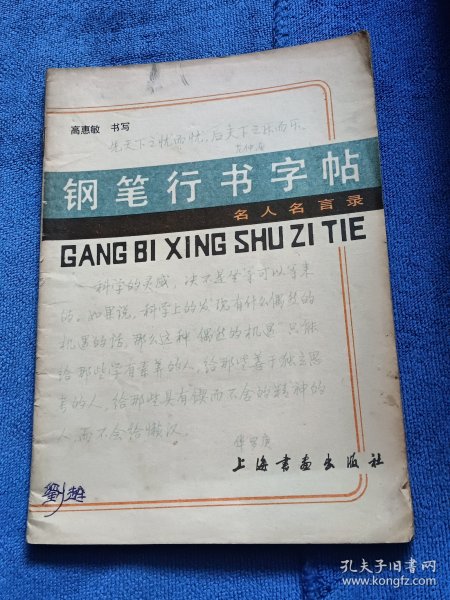 高惠敏 书写
先天下之忧而忧，后天下之乐而乐。
范仲淹
钢笔行书字帖
名人名言录
GANG BI XING SHU ZI TIE
科学的灵感，决不是坐等可以等来
的。如果说，科学上的发现有什么偶然的
机遇的话，那么这种"偶然的机遇"只能
给那些学有素养的人，给那些善于独立思
考的人，给那些具有锲而不舍的精神的
人，而不会给懒汉。
华罗庚
上海书画出版社
孔夫子旧书网
www.kongfz.com